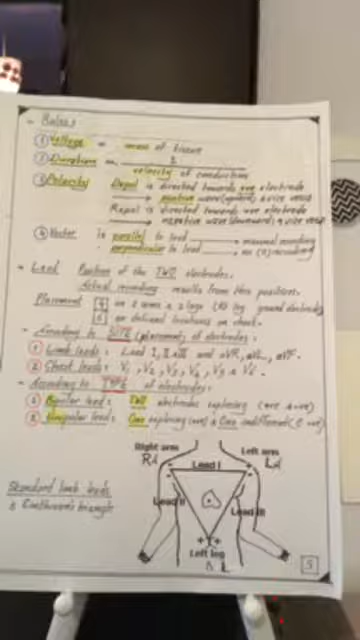 - Rules:
① Voltage ∝ mass of tissue
② Duration ∝ 1
velocity of conduction
③ Polarity Depol is directed towards +ve electrode
→ positive wave (upward) & vice versa
Repol is directed towards +ve electrode
→ negative wave (downward) & vice versa
④ Vector is parallel to lead → maximal recording
perpendicular to lead → no (0) recording
- Lead Position of the TWO electrodes.
Actual recording results from this position.
Placement 4 on 2 arms & 2 legs (Rt leg ground electrode)
6 on defined locations on chest.
- According to SITE (placement) of electrodes:
① Limb leads: Lead I, II & III and aVR, aVL, aVF.
② Chest leads: V1, V2, V3, V4, V5 & V6.
- According to TYPE of electrodes:
① Bipolar lead: TWO electrodes exploring (+ve & -ve)
② Unipolar lead: One exploring (+ve) & One indifferent (0 wt)
Right arm Left arm
RA LA
Lead I
Standard limb leads
& Einthoven's triangle
Lead II Lead III
Left leg
L
5